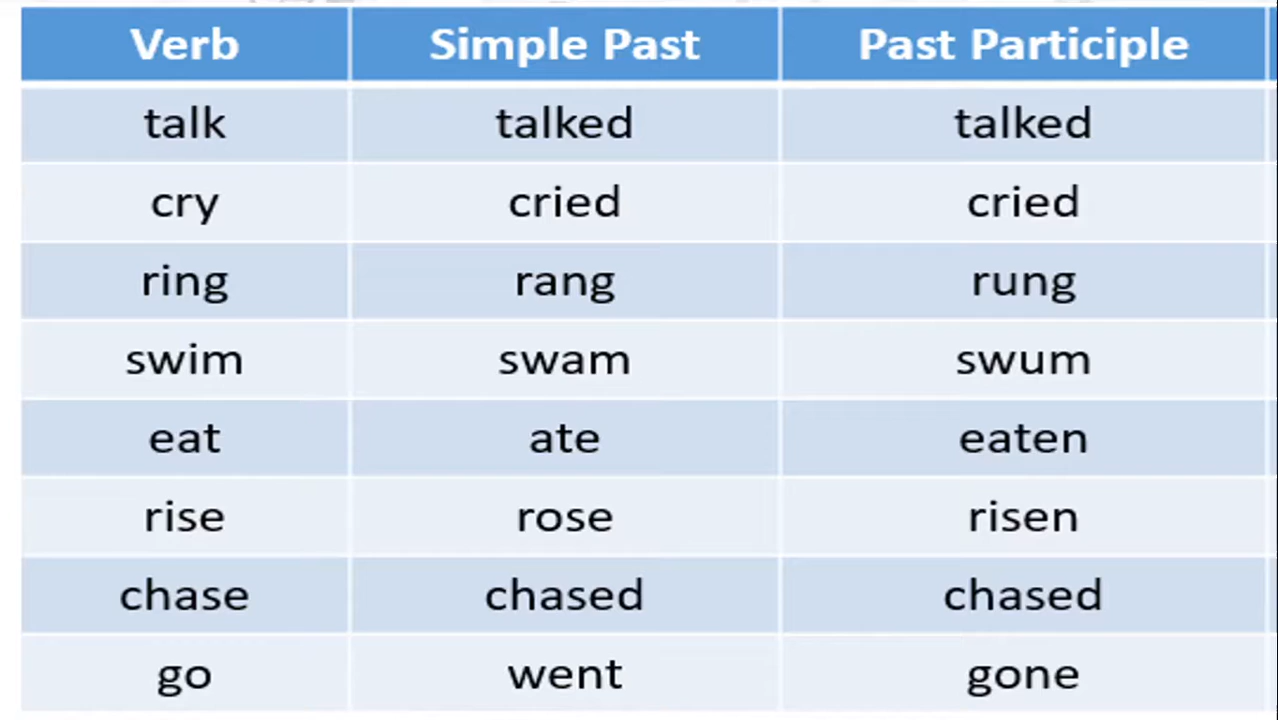 Verb Simple Past Past Participle
talk talked talked
cry cried cried
ring rang rung
swim swam swum
eat ate eaten
rise rose risen
chase chased chased
go went gone